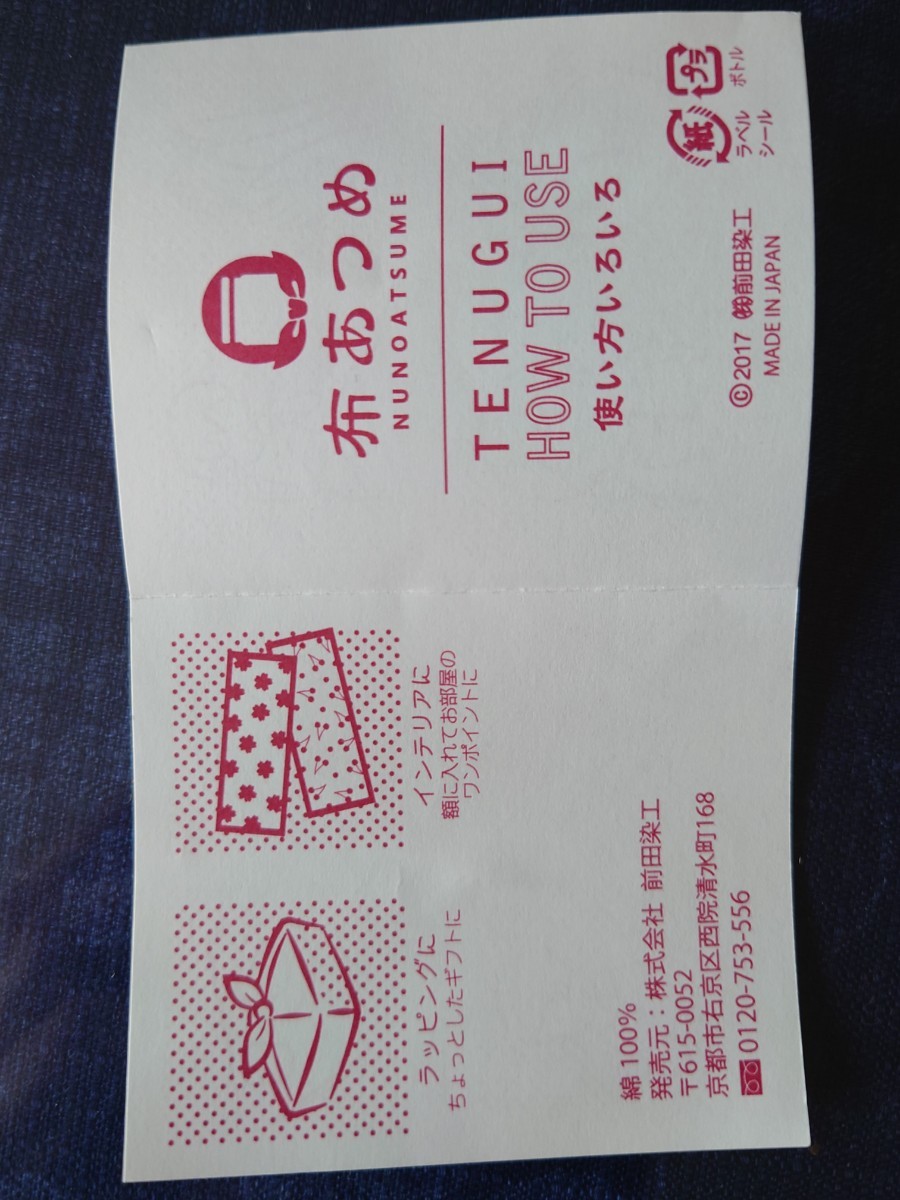 布あつめ
NUNOATSUME
TENUGUI
HOW TO USE
使い方いろいろ
©2017 ㈱前田染工
MADE IN JAPAN
紙
ラベル
シール
プラ
ボトル
ラッピングに
ちょっとしたギフトに
インテリアに
額に入れてお部屋の
ワンポイントに
綿 100%
発売元：株式会社 前田染工
〒615-0052
京都市右京区西院清水町168
0120-753-556